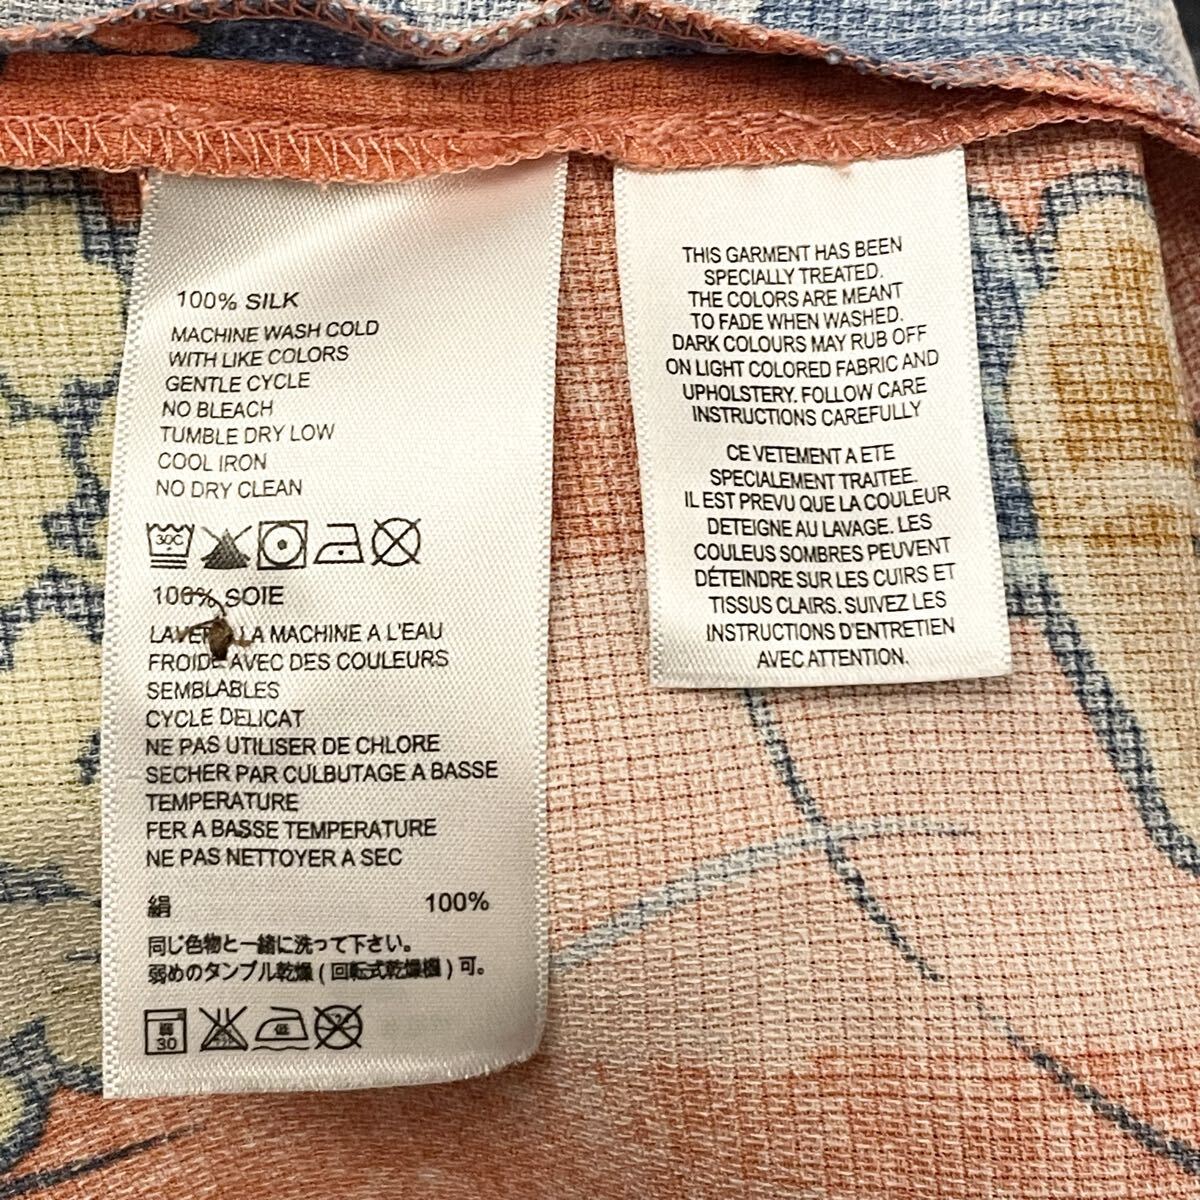 100% SILK
MACHINE WASH COLD
WITH LIKE COLORS
GENTLE CYCLE
NO BLEACH
TUMBLE DRY LOW
COOL IRON
NO DRY CLEAN
30C
100% SOIE
LAVER A LA MACHINE A L'EAU
FROIDE AVEC DES COULEURS
SEMBLABLES
CYCLE DELICAT
NE PAS UTILISER DE CHLORE
SECHER PAR CULBUTAGE A BASSE
TEMPERATURE
FER A BASSE TEMPERATURE
NE PAS NETTOYER A SEC
絹 100%
同じ色物と一緒に洗って下さい。
弱めのタンブル乾燥(回転式乾燥機)可。
弱
30
低
THIS GARMENT HAS BEEN
SPECIALLY TREATED.
THE COLORS ARE MEANT
TO FADE WHEN WASHED.
DARK COLOURS MAY RUB OFF
ON LIGHT COLORED FABRIC AND
UPHOLSTERY. FOLLOW CARE
INSTRUCTIONS CAREFULLY
CE VETEMENT A ETE
SPECIALEMENT TRAITEE.
IL EST PREVU QUE LA COULEUR
DETEIGNE AU LAVAGE. LES
COULEUS SOMBRES PEUVENT
DÉTEINDRE SUR LES CUIRS ET
TISSUS CLAIRS. SUIVEZ LES
INSTRUCTIONS D'ENTRETIEN
AVEC ATTENTION.